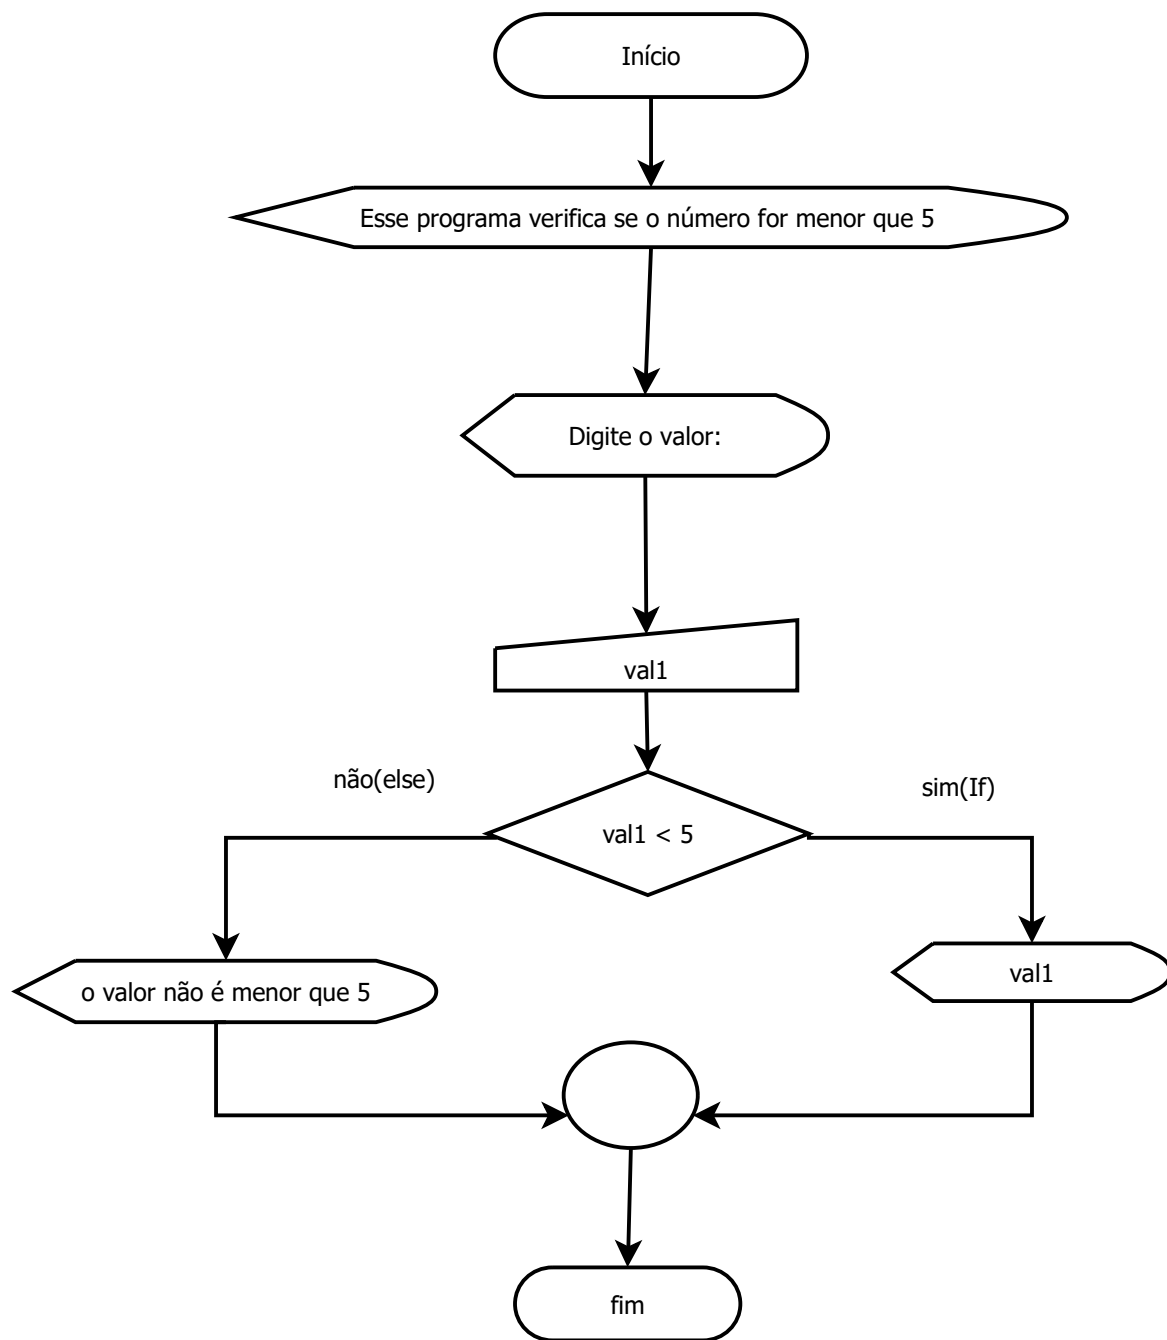 Início
Esse programa verifica se o número for menor que 5
Digite o valor:
val1
não(else)
sim(If)
val1 < 5
o valor não é menor que 5
val1
fim